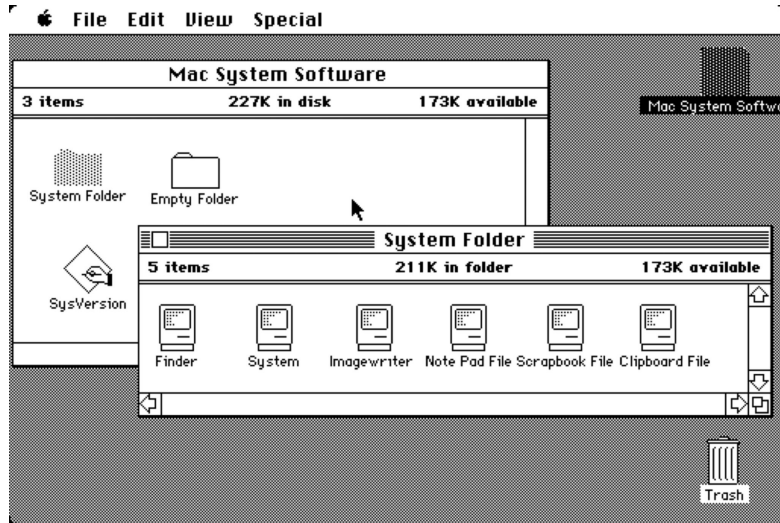 File Edit View Special
Mac System Software
3 items 227K in disk 173K available
Mac System Softwa
System Folder Empty Folder
SysVersion
System Folder
5 items 211K in folder 173K available
Finder System Imagewriter Note Pad File Scrapbook File Clipboard File
Trash